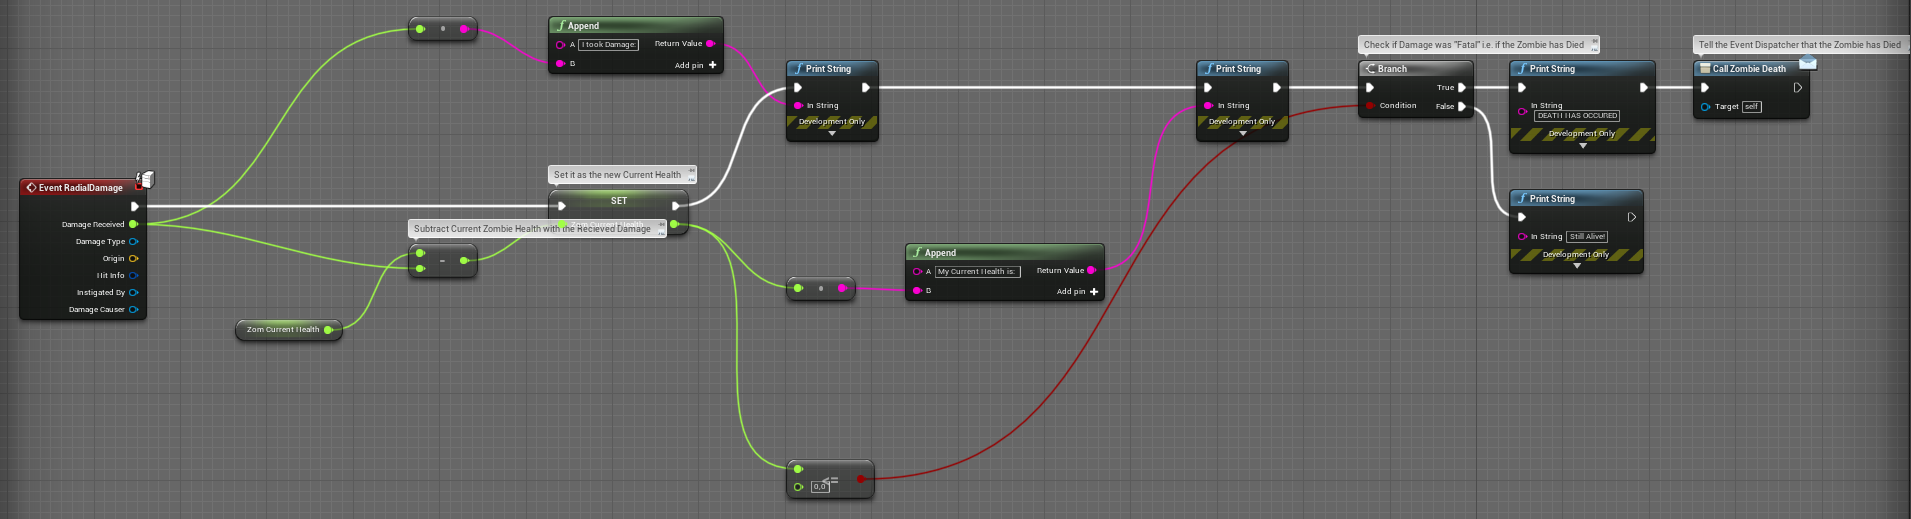 Append
A I took Damage: Return Value
B Add pin
Check if Damage was "Fatal" i.e. if the Zombie has Died
Tell the Event Dispatcher that the Zombie has Died
Print String
In String
Development Only
Print String
In String
Development Only
Branch
True
Condition False
Print String
In String
DEATH HAS OCCURED
Development Only
Call Zombie Death
Target self
Set it as the new Current Health
SET
Event RadialDamage
Damage Received
Damage Type
Origin
Hit Info
Instigated By
Damage Causer
Subtract Current Zombie Health with the Recieved Damage
-
Zom Current Health
Print String
In String Still Alive!
Development Only
Append
A My Current Health is: Return Value
B Add pin
0,0 <=